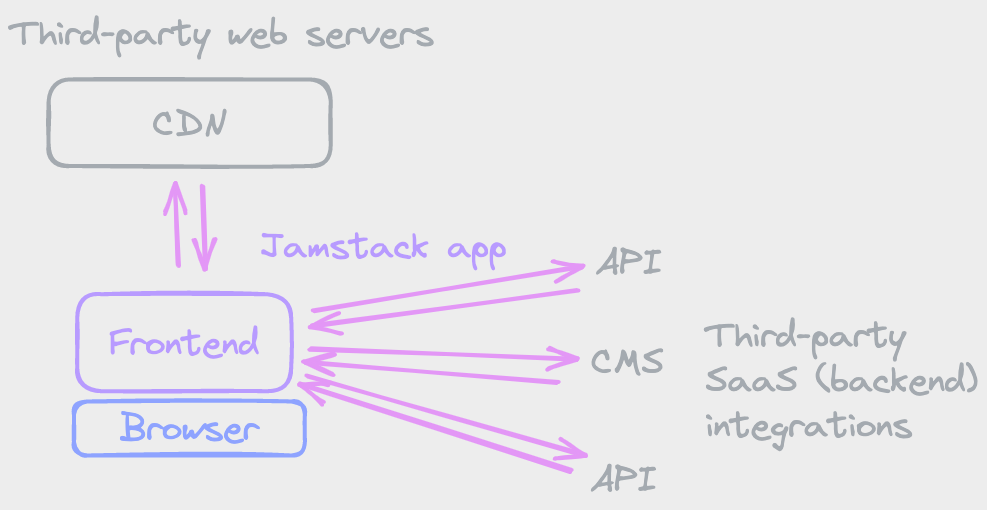 Third-party web servers
CDN
Jamstack app
API
Frontend
CMS
Third-party
SaaS (backend)
integrations
Browser
API